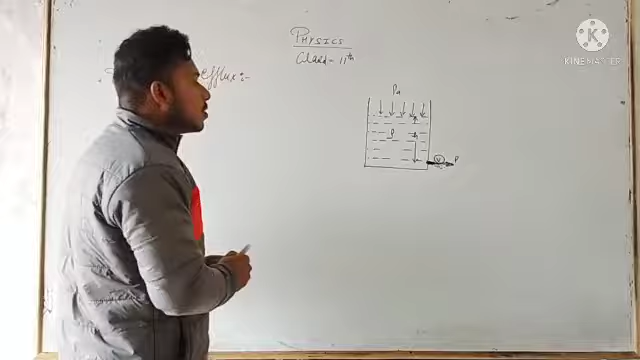 PHYSICS
Class- 11th
efflux:-
Pa
ρ
h
V
P
K
KINEMASTER